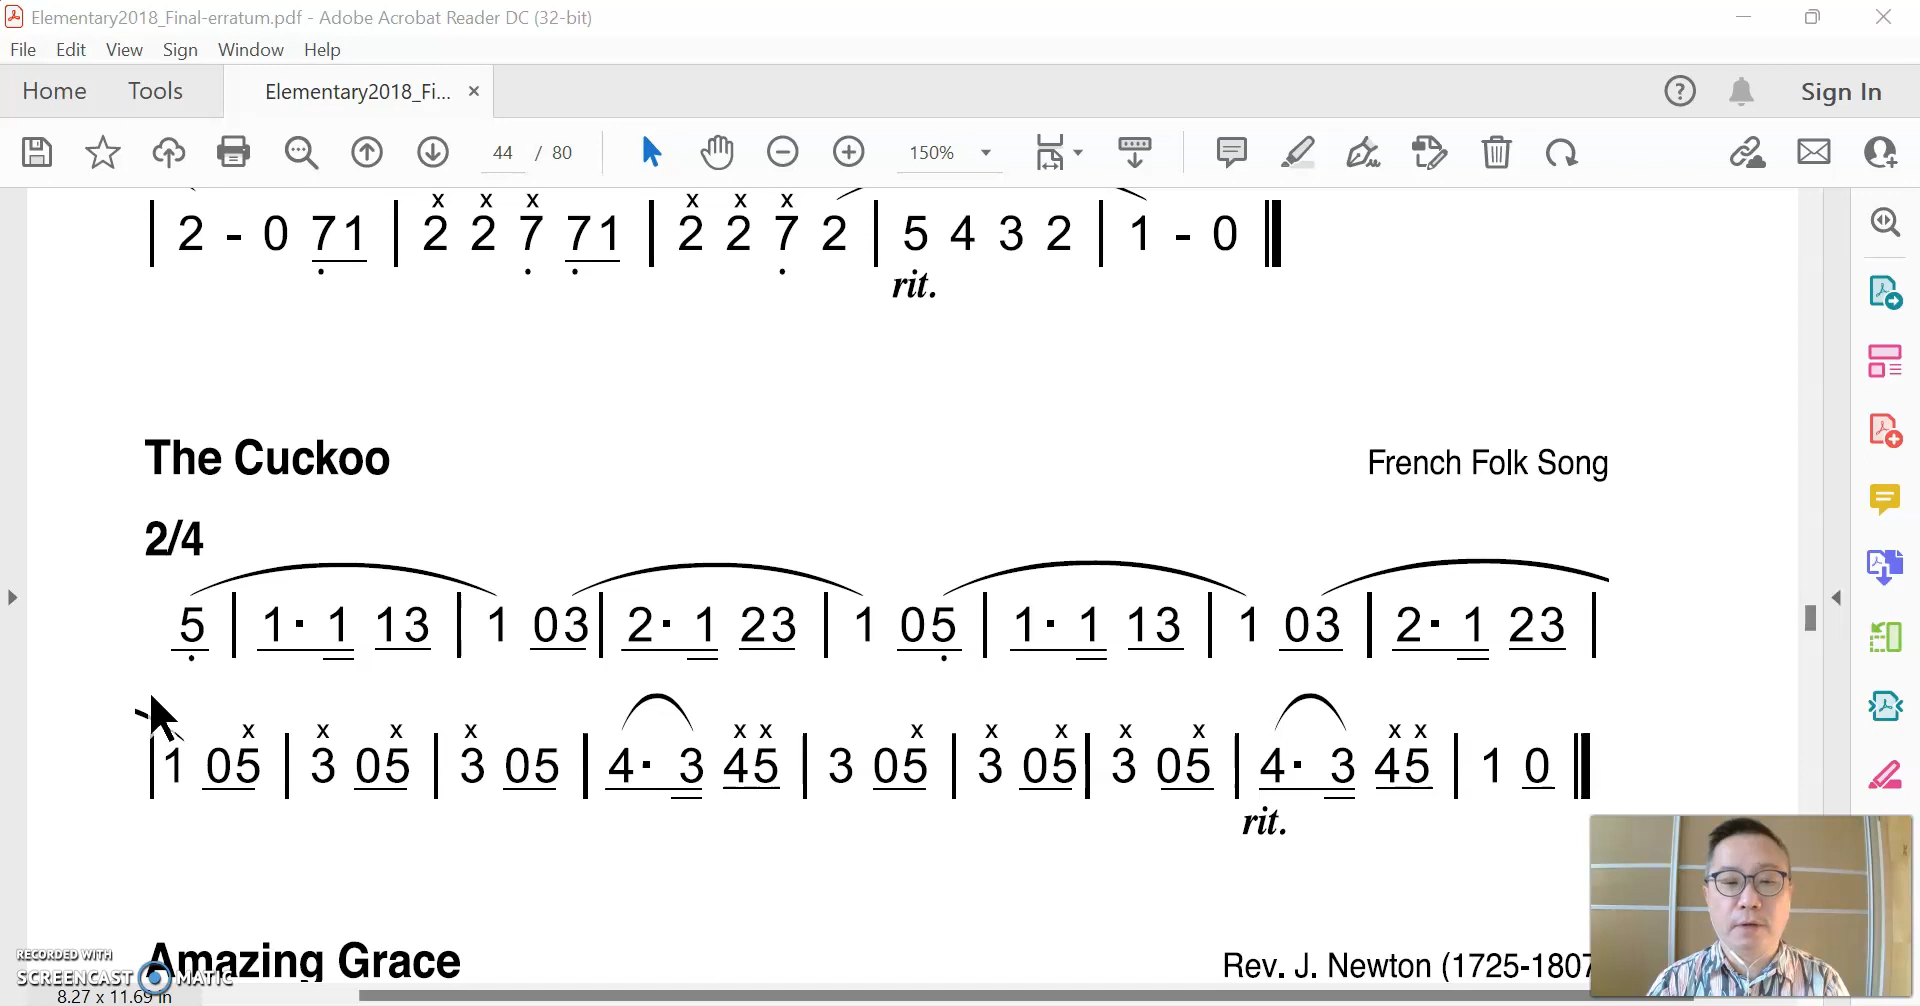 Elementary2018_Final-erratum.pdf - Adobe Acrobat Reader DC (32-bit)
File Edit View Sign Window Help
Home Tools Elementary2018_Fi... × Sign In
44 / 80 150%
x x x x x x
| 2 - 0 7̣1 | 2 2 7̣ 7̣1 | 2 2 7̣ 2 | 5 4 3 2 | 1 - 0 ||
rit.
The Cuckoo French Folk Song
2/4
5̣ | 1· 1 13 | 1 03 | 2· 1 23 | 1 05̣ | 1· 1 13 | 1 03 | 2· 1 23 |
x x x x x x x x x x x x x
| 1 05 | 3 05 | 3 05 | 4· 3 45 | 3 05 | 3 05 | 3 05 | 4· 3 45 | 1 0 ||
rit.
Amazing Grace Rev. J. Newton (1725-1807
RECORDED WITH
SCREENCAST MATIC
8.27 x 11.69 in